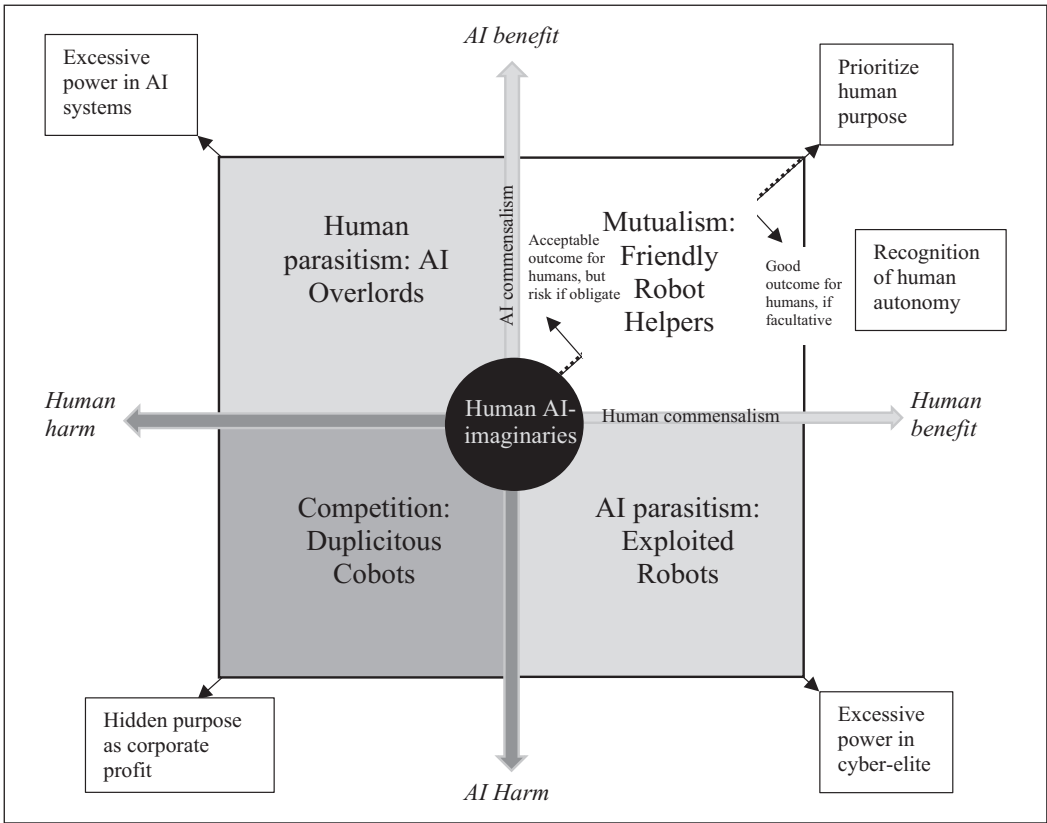 AI benefit
Excessive
power in AI
systems
Prioritize
human
purpose
Human
parasitism: AI
Overlords
AI commensalism
Acceptable
outcome for
humans, but
risk if obligate
Mutualism:
Friendly
Robot
Helpers
Good
outcome for
humans, if
facultative
Recognition
of human
autonomy
Human
harm
Human AI-
imaginaries
Human commensalism
Human
benefit
Competition:
Duplicitous
Cobots
AI parasitism:
Exploited
Robots
Hidden purpose
as corporate
profit
Excessive
power in
cyber-elite
AI Harm